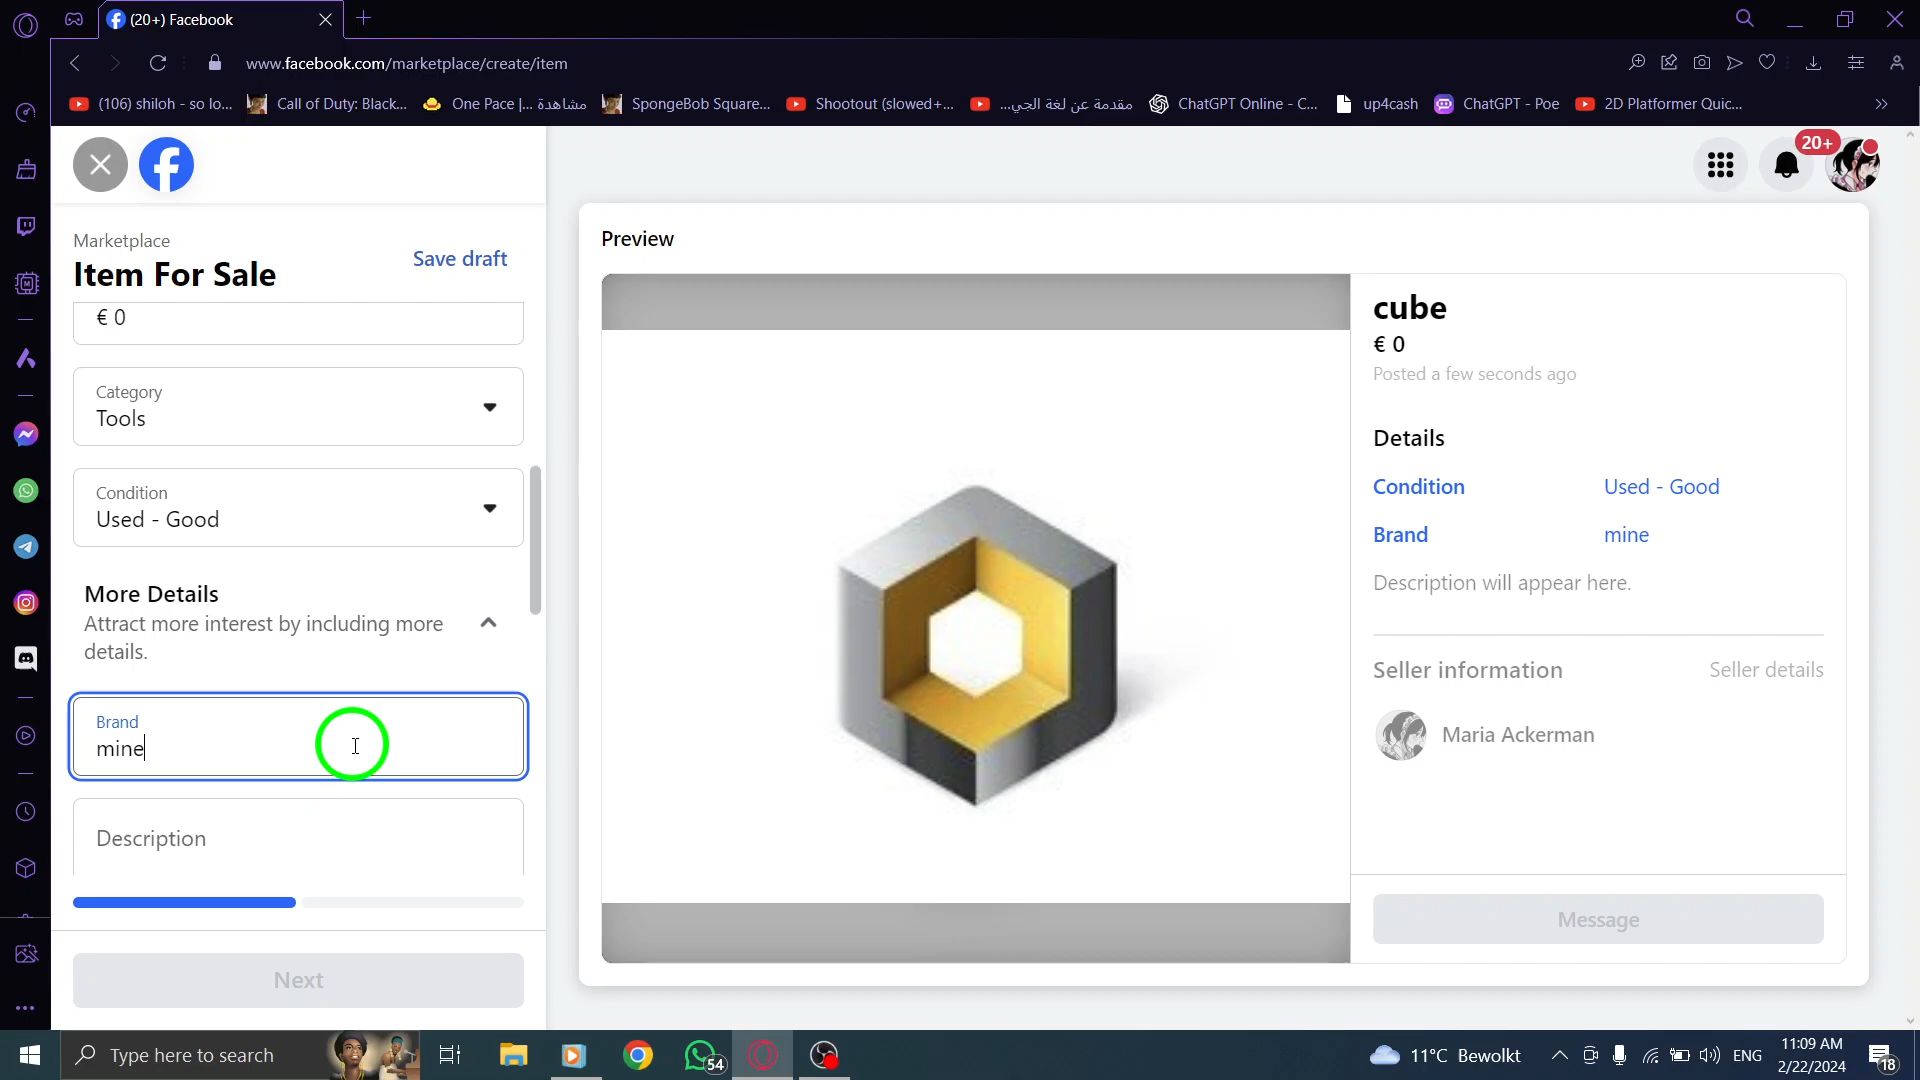 (20+) Facebook
www.facebook.com/marketplace/create/item
(106) shiloh - so lo...
Call of Duty: Black...
One Pace |... مشاهدة
SpongeBob Square...
Shootout (slowed+...
مقدمة عن لغة الجي...
ChatGPT Online - C...
up4cash
ChatGPT - Poe
2D Platformer Quic...
20+
Marketplace
Item For Sale
Save draft
€ 0
Category
Tools
Condition
Used - Good
More Details
Attract more interest by including more
details.
Brand
mine
Description
Next
Preview
cube
€ 0
Posted a few seconds ago
Details
Condition
Used - Good
Brand
mine
Description will appear here.
Seller information
Seller details
Maria Ackerman
Message
Type here to search
54
11°C Bewolkt
ENG
11:09 AM
2/22/2024
18